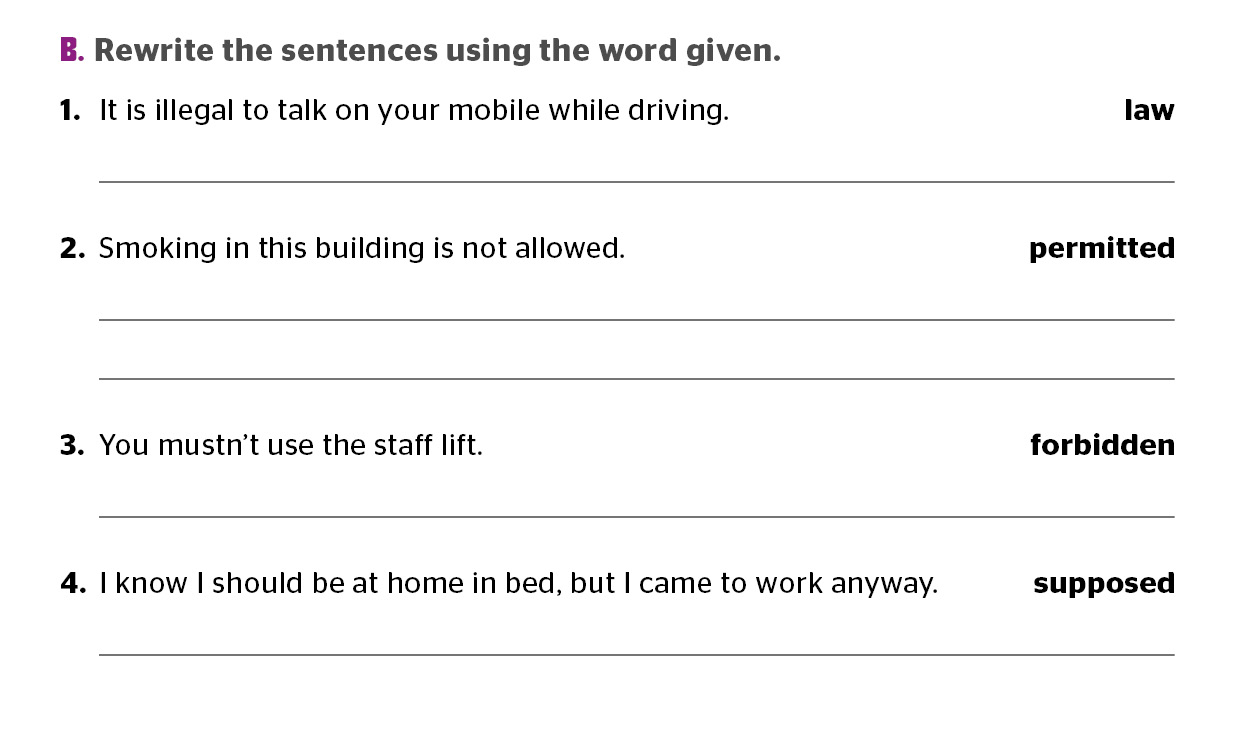 B. Rewrite the sentences using the word given.
1. It is illegal to talk on your mobile while driving. law
2. Smoking in this building is not allowed. permitted
3. You mustn’t use the staff lift. forbidden
4. I know I should be at home in bed, but I came to work anyway. supposed